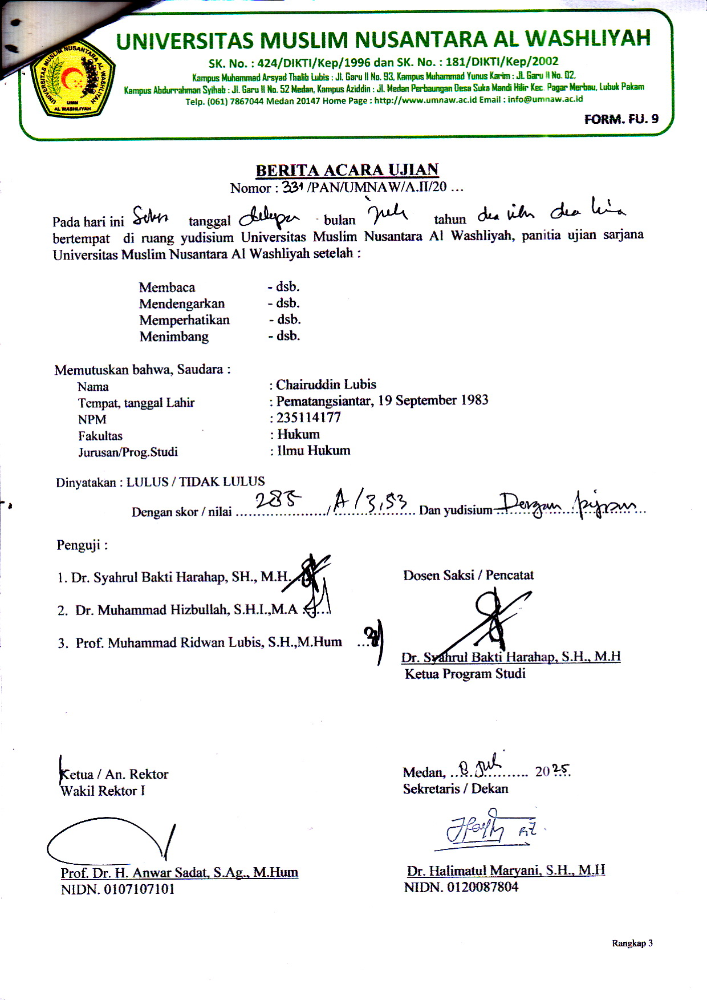 UNIVERSITAS MUSLIM NUSANTARA AL WASHLIYAH
SK. No. : 424/DIKTI/Kep/1996 dan SK. No. : 181/DIKTI/Kep/2002
Kampus Muhammad Arsyad Thalib Lubis : Jl. Garu II No. 93, Kampus Muhammad Yunus Karim : Jl. Garu II No. 02,
Kampus Abdurrahman Syihab : Jl. Garu II No. 52 Medan, Kampus Aziddin : Jl. Medan Perbaungan Desa Suka Mandi Hilir Kec. Pagar Merbau, Lubuk Pakam
Telp. (061) 7867044 Medan 20147 Home Page : http://www.umnaw.ac.id Email : info@umnaw.ac.id
FORM. FU. 9
UNIVERSITAS MUSLIM NUSANTARA AL WASHLIYAH
UMN
AL WASHLIYAH
BERITA ACARA UJIAN
Nomor : 331 /PAN/UMNAW/A.II/20 ...
Pada hari ini tanggal delapan bulan Juli tahun dua ribu dua lima
bertempat di ruang yudisium Universitas Muslim Nusantara Al Washliyah, panitia ujian sarjana
Universitas Muslim Nusantara Al Washliyah setelah :
Membaca - dsb.
Mendengarkan - dsb.
Memperhatikan - dsb.
Menimbang - dsb.
Memutuskan bahwa, Saudara :
Nama : Chairuddin Lubis
Tempat, tanggal Lahir : Pematangsiantar, 19 September 1983
NPM : 235114177
Fakultas : Hukum
Jurusan/Prog.Studi : Ilmu Hukum
Dinyatakan : LULUS / TIDAK LULUS
Dengan skor / nilai 285 / A / 3,53 Dan yudisium Dengan pujian
Penguji :
1. Dr. Syahrul Bakti Harahap, SH., M.H.
Dosen Saksi / Pencatat
2. Dr. Muhammad Hizbullah, S.H.I.,M.A
3. Prof. Muhammad Ridwan Lubis, S.H.,M.Hum
Dr. Syahrul Bakti Harahap, S.H., M.H
Ketua Program Studi
Ketua / An. Rektor
Wakil Rektor I
Medan, 8 Juli 2025
Sekretaris / Dekan
Prof. Dr. H. Anwar Sadat, S.Ag., M.Hum
NIDN. 0107107101
Dr. Halimatul Maryani, S.H., M.H
NIDN. 0120087804
Rangkap 3